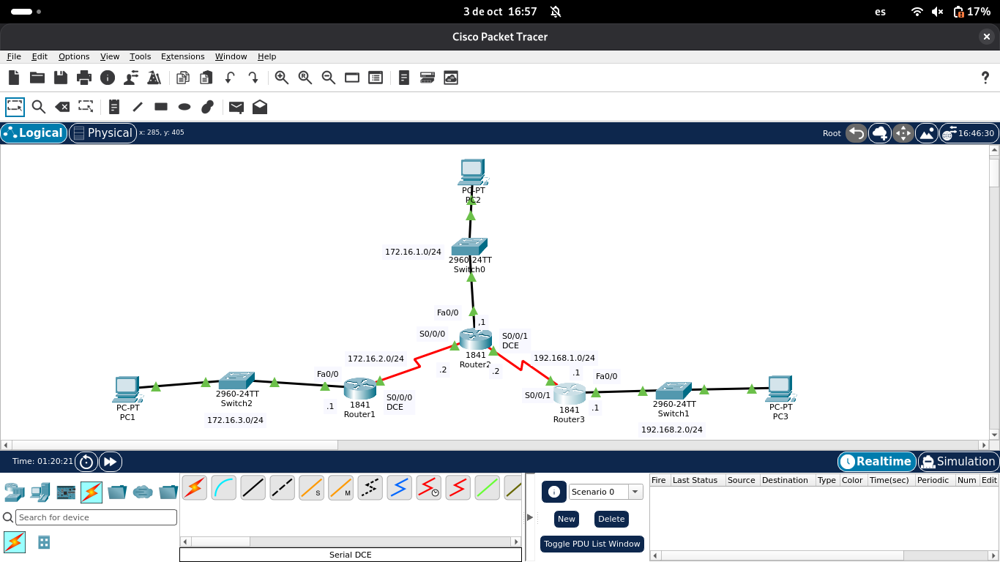 3 de oct 16:57
es
17%
Cisco Packet Tracer
File Edit Options View Tools Extensions Window Help
Logical
Physical
x: 285, y: 405
Root
16:46:30
PC-PT
PC2
172.16.1.0/24
2960-24TT
Switch0
Fa0/0
.1
S0/0/0
S0/0/1
DCE
1841
Router2
172.16.2.0/24
.2
.2
192.168.1.0/24
.1
Fa0/0
PC-PT
PC1
2960-24TT
Switch2
172.16.3.0/24
Fa0/0
.1
1841
Router1
S0/0/0
DCE
S0/0/1
1841
Router3
.1
2960-24TT
Switch1
192.168.2.0/24
PC-PT
PC3
Time: 01:20:21
Realtime
Simulation
S
M
Search for device
Serial DCE
Scenario 0
New
Delete
Toggle PDU List Window
Fire Last Status Source Destination Type Color Time(sec) Periodic Num Edit